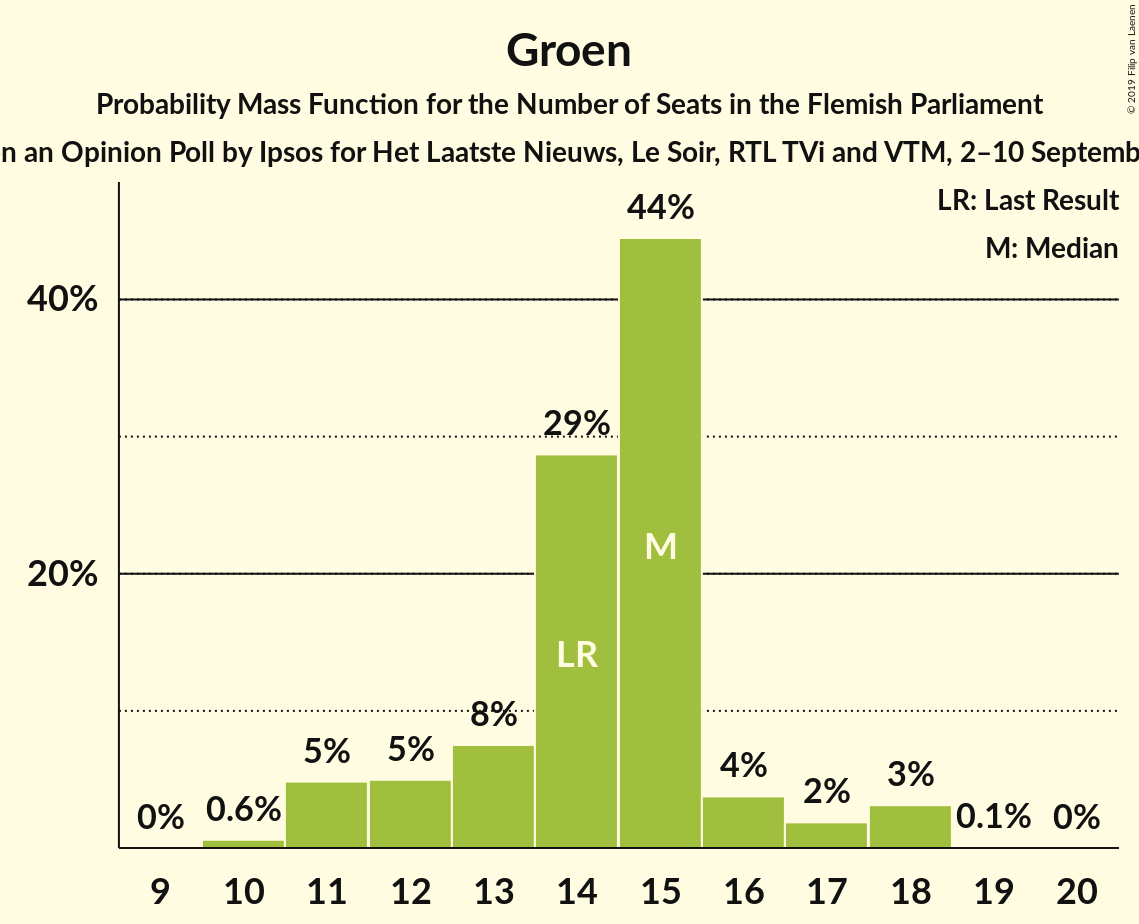 Groen
Probability Mass Function for the Number of Seats in the Flemish Parliament
an Opinion Poll by Ipsos for Het Laatste Nieuws, Le Soir, RTL TVi and VTM, 2–10
© 2019 Filip van Laenen
LR: Last Result
M: Median
40%
20%
0%
0.6%
5%
5%
8%
29%
44%
4%
2%
3%
0.1%
0%
LR
M
9 10 11 12 13 14 15 16 17 18 19 20